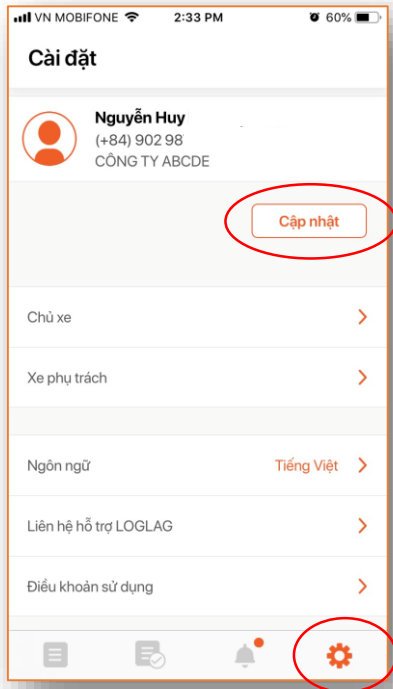 VN MOBIFONE 2:33 PM 60%
Cài đặt
Nguyễn Huy
(+84) 902 98
CÔNG TY ABCDE
Cập nhật
Chủ xe
Xe phụ trách
Ngôn ngữ Tiếng Việt
Liên hệ hỗ trợ LOGLAG
Điều khoản sử dụng